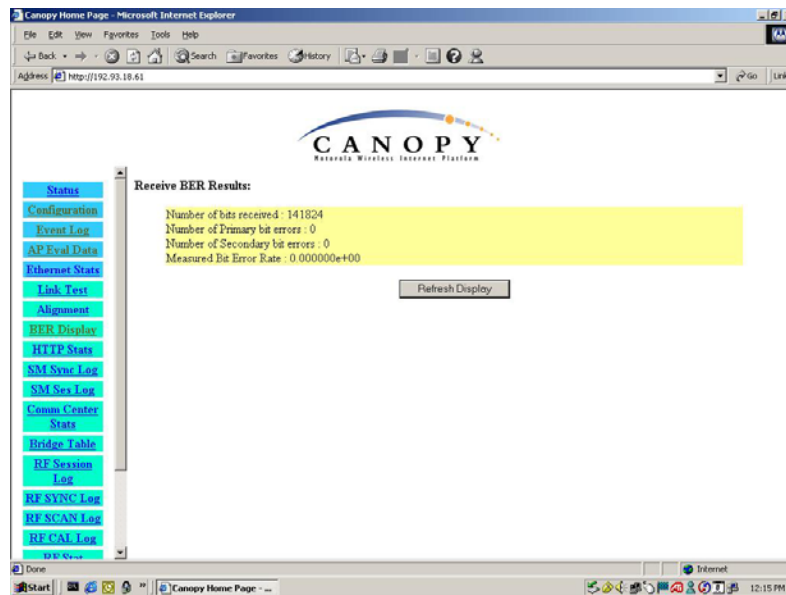 Canopy Home Page - Microsoft Internet Explorer
File Edit View Favorites Tools Help
Back Search Favorites History
Address http://192.93.18.61 Go
CANOPY
Motorola Wireless Internet Platform
Status
Configuration
Event Log
AP Eval Data
Ethernet Stats
Link Test
Alignment
BER Display
HTTP Stats
SM Sync Log
SM Ses Log
Comm Center
Stats
Bridge Table
RF Session
Log
RF SYNC Log
RF SCAN Log
RF CAL Log
RF Stat
Receive BER Results:
Number of bits received : 141824
Number of Primary bit errors : 0
Number of Secondary bit errors : 0
Measured Bit Error Rate : 0.000000e+00
Refresh Display
Done Internet
Start Canopy Home Page - ... 12:15 PM